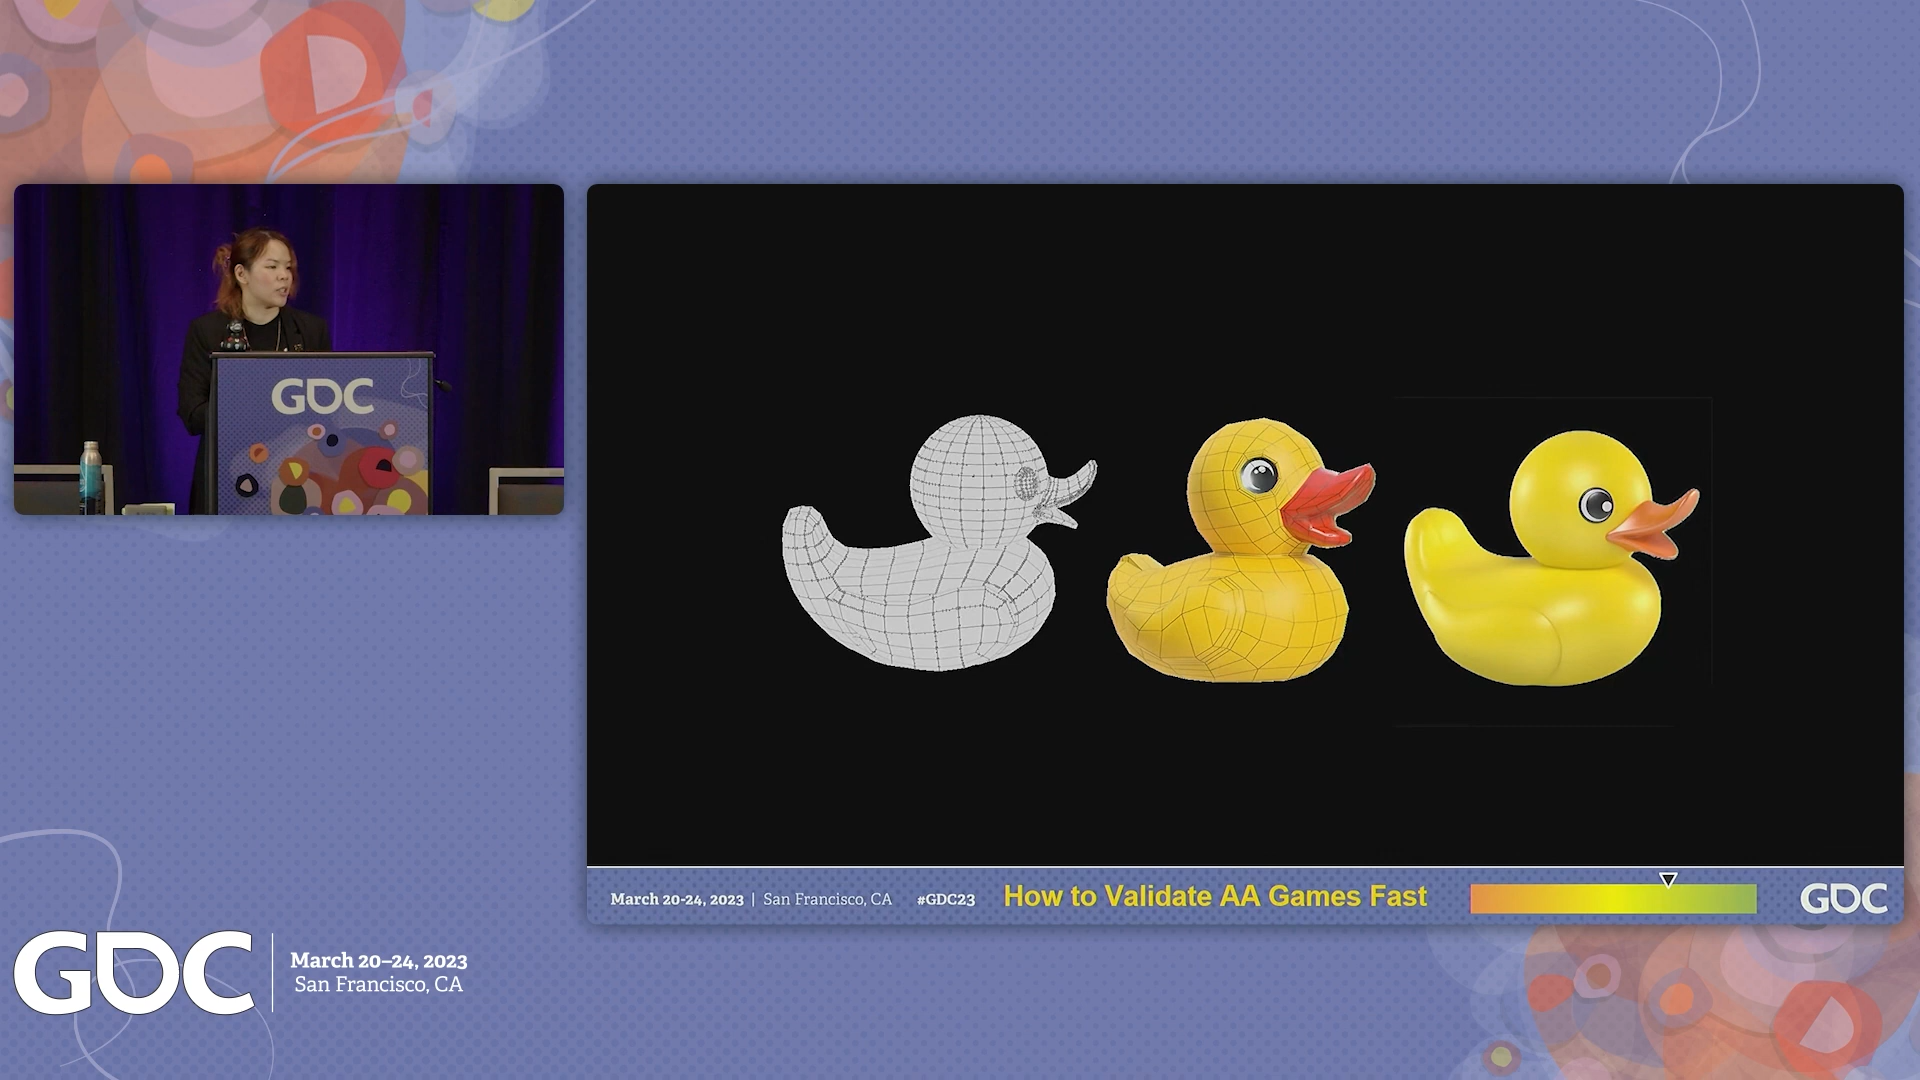 GDC
March 20-24, 2023 | San Francisco, CA #GDC23 How to Validate AA Games Fast GDC
GDC
March 20–24, 2023
San Francisco, CA